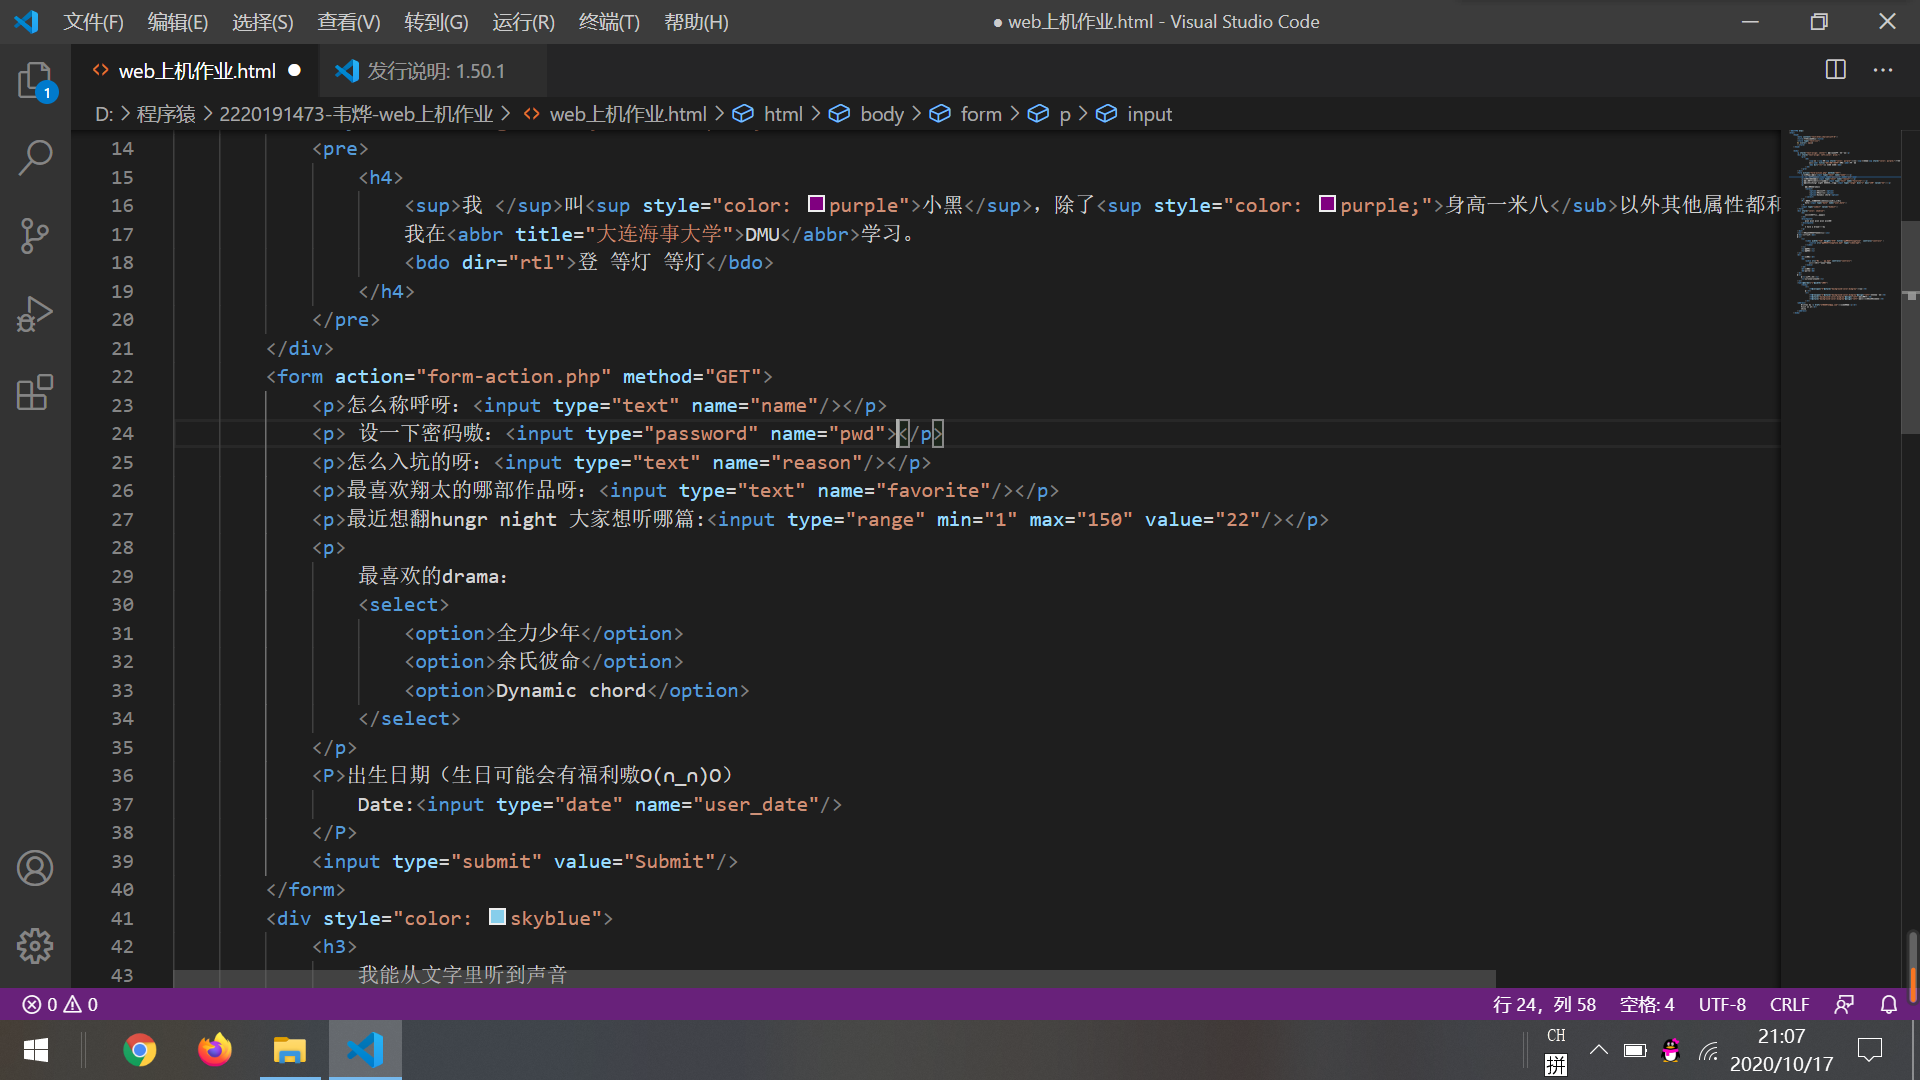 文件(F) 编辑(E) 选择(S) 查看(V) 转到(G) 运行(R) 终端(T) 帮助(H) ● web上机作业.html - Visual Studio Code
web上机作业.html ● 发行说明: 1.50.1
D: > 程序猿 > 2220191473-韦烨-web上机作业 > web上机作业.html > html > body > form > p > input
14 <pre>
15 <h4>
16 <sup>我 </sup>叫<sup style="color: purple">小黑</sup>，除了<sup style="color: purple;">身高一米八</sub>以外其他属性都和
17 我在<abbr title="大连海事大学">DMU</abbr>学习。
18 <bdo dir="rtl">登 等灯 等灯</bdo>
19 </h4>
20 </pre>
21 </div>
22 <form action="form-action.php" method="GET">
23 <p>怎么称呼呀：<input type="text" name="name"/></p>
24 <p> 设一下密码嗷：<input type="password" name="pwd"></p>
25 <p>怎么入坑的呀：<input type="text" name="reason"/></p>
26 <p>最喜欢翔太的哪部作品呀：<input type="text" name="favorite"/></p>
27 <p>最近想翻hungr night 大家想听哪篇:<input type="range" min="1" max="150" value="22"/></p>
28 <p>
29 最喜欢的drama：
30 <select>
31 <option>全力少年</option>
32 <option>余氏彼命</option>
33 <option>Dynamic chord</option>
34 </select>
35 </p>
36 <P>出生日期（生日可能会有福利嗷O(∩_∩)O）
37 Date:<input type="date" name="user_date"/>
38 </P>
39 <input type="submit" value="Submit"/>
40 </form>
41 <div style="color: skyblue">
42 <h3>
43 我能从文字里听到声音
1
0 0 行 24，列 58 空格: 4 UTF-8 CRLF
CH
拼
21:07
2020/10/17